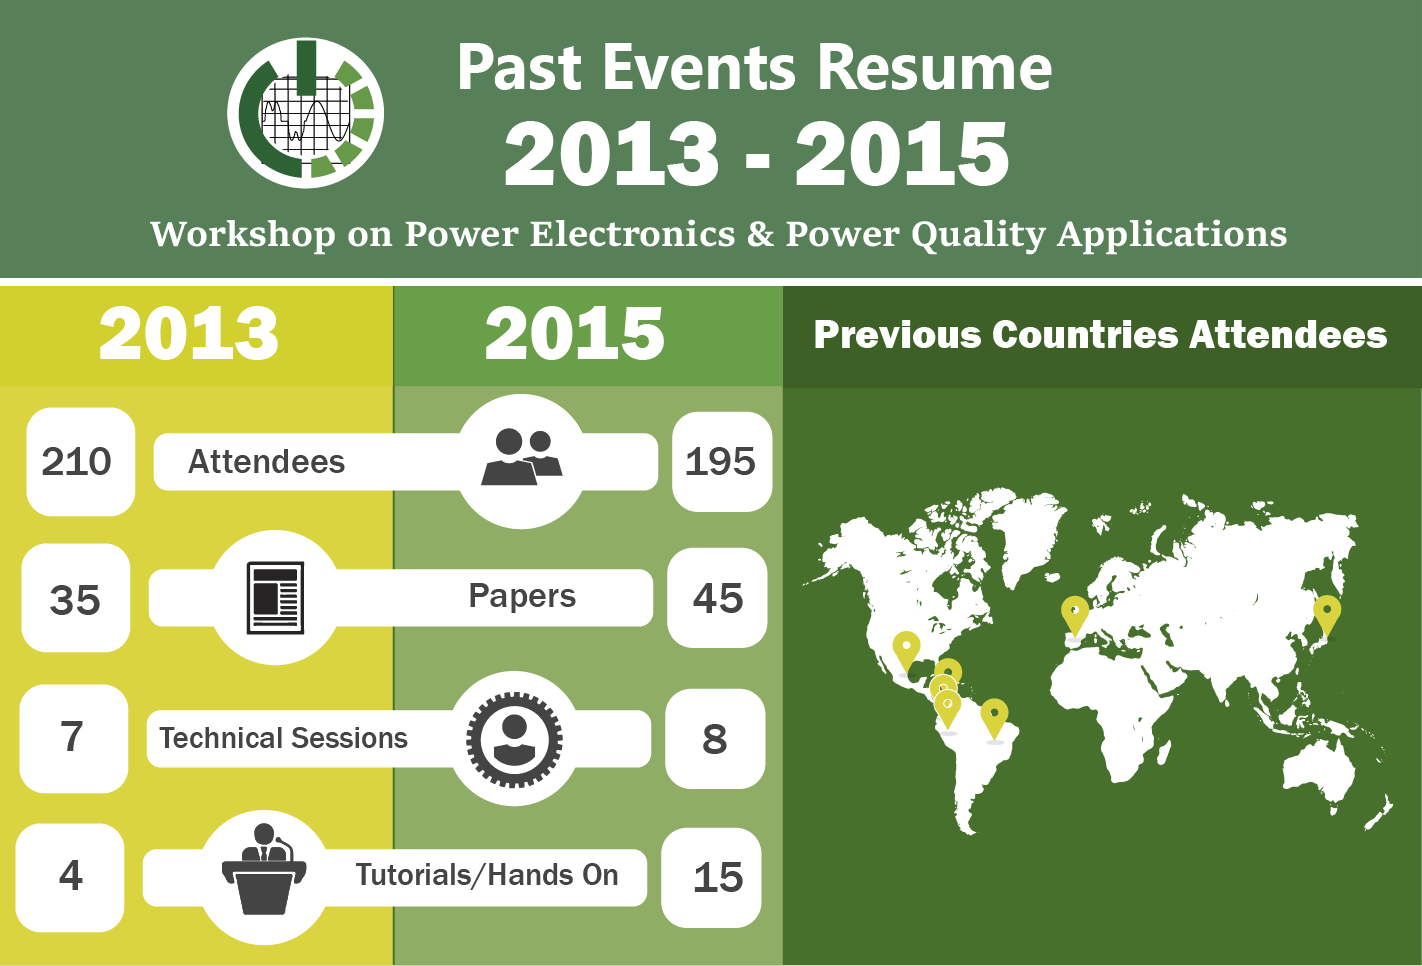 Past Events Resume
2013 - 2015
Workshop on Power Electronics & Power Quality Applications
2013
2015
Previous Countries Attendees
210
Attendees
195
35
Papers
45
7
Technical Sessions
8
4
Tutorials/Hands On
15